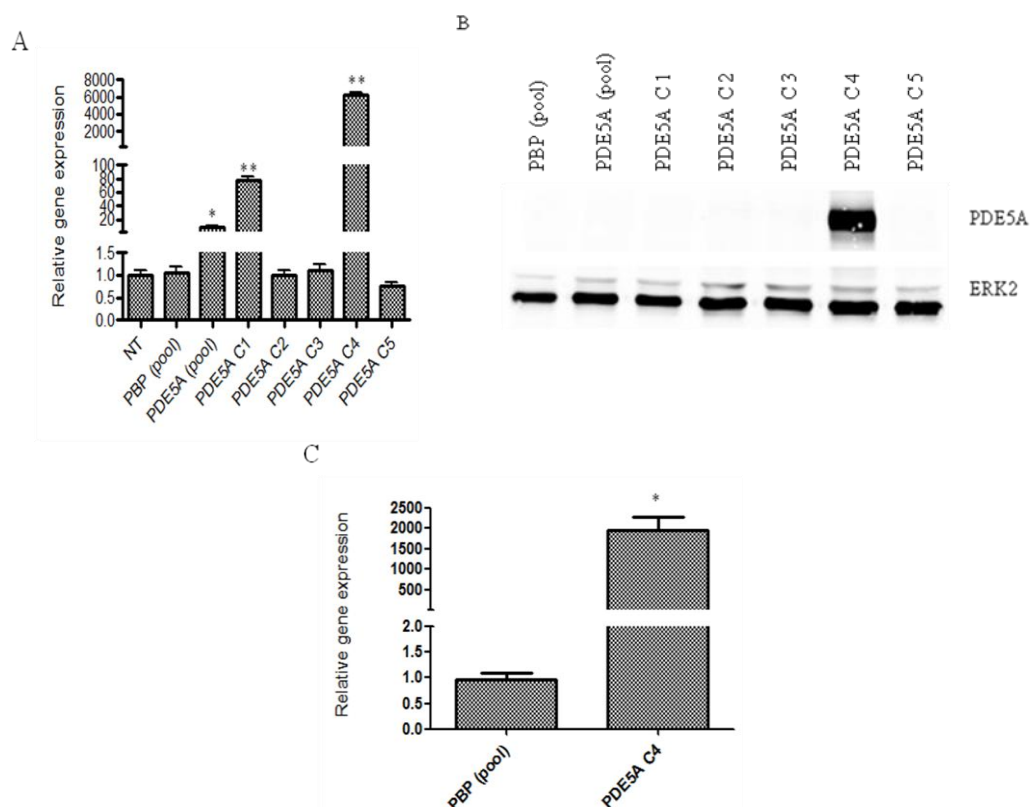 A
Relative gene expression
8000
6000
4000
2000
100
80
60
40
20
1.5
1.0
0.5
0.0
*
**
**
NT
PBP (pool)
PDE5A (pool)
PDE5A C1
PDE5A C2
PDE5A C3
PDE5A C4
PDE5A C5
B
PBP (pool)
PDE5A (pool)
PDE5A C1
PDE5A C2
PDE5A C3
PDE5A C4
PDE5A C5
PDE5A
ERK2
C
Relative gene expression
2500
2000
1500
1000
500
2.0
1.5
1.0
0.5
0.0
*
PBP (pool)
PDE5A C4